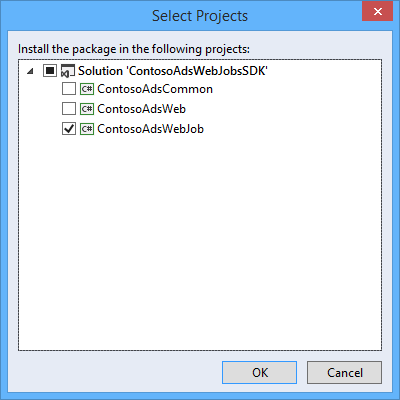 Select Projects
Install the package in the following projects:
Solution 'ContosoAdsWebJobsSDK'
C# ContosoAdsCommon
C# ContosoAdsWeb
C# ContosoAdsWebJob
OK Cancel